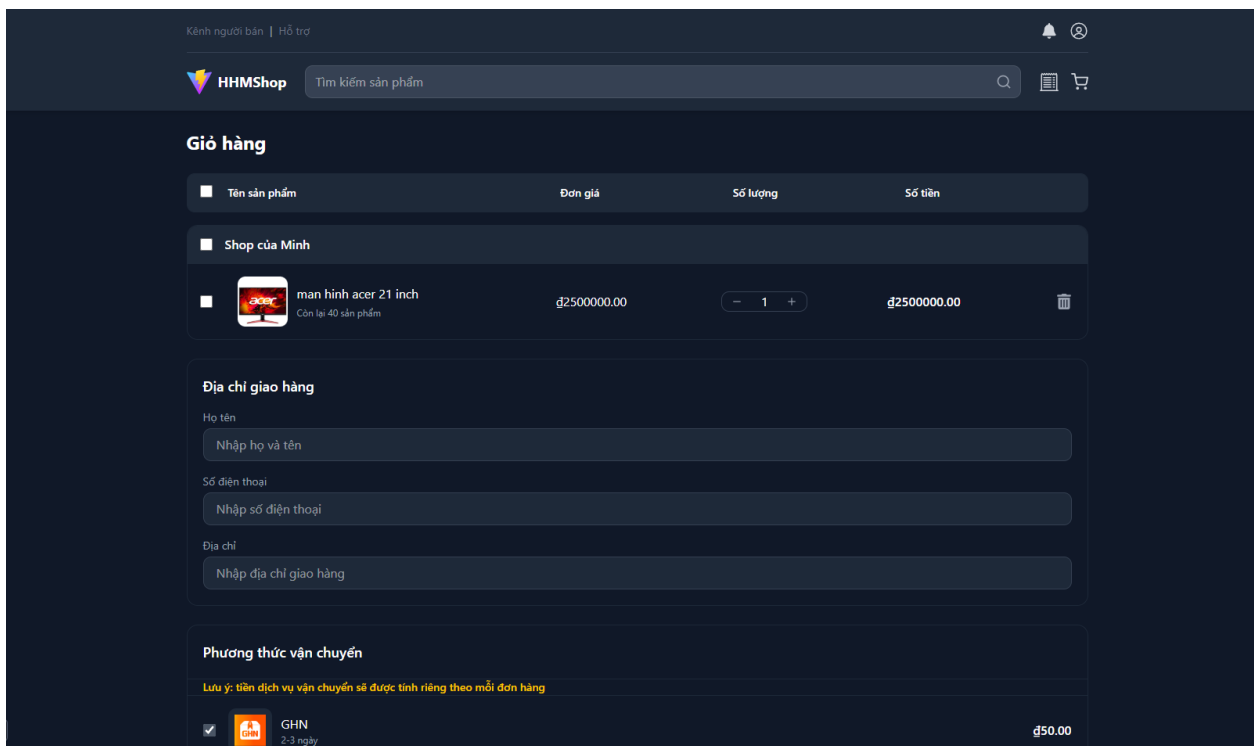 Kênh người bán | Hỗ trợ
HHMShop
Tìm kiếm sản phẩm
Giỏ hàng
Tên sản phẩm Đơn giá Số lượng Số tiền
Shop của Minh
acer
man hinh acer 21 inch
Còn lại 40 sản phẩm
₫2500000.00
− 1 +
₫2500000.00
Địa chỉ giao hàng
Họ tên
Nhập họ và tên
Số điện thoại
Nhập số điện thoại
Địa chỉ
Nhập địa chỉ giao hàng
Phương thức vận chuyển
Lưu ý: tiền dịch vụ vận chuyển sẽ được tính riêng theo mỗi đơn hàng
GHN
GHN
2-3 ngày
₫50.00